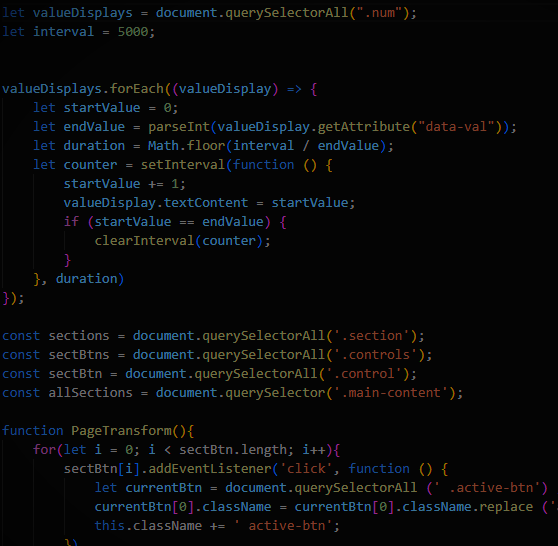 let valueDisplays = document.querySelectorAll(".num");
let interval = 5000;
valueDisplays.forEach((valueDisplay) => {
    let startValue = 0;
    let endValue = parseInt(valueDisplay.getAttribute("data-val"));
    let duration = Math.floor(interval / endValue);
    let counter = setInterval(function () {
        startValue += 1;
        valueDisplay.textContent = startValue;
        if (startValue == endValue) {
            clearInterval(counter);
        }
    }, duration)
});
const sections = document.querySelectorAll('.section');
const sectBtns = document.querySelectorAll('.controls');
const sectBtn = document.querySelectorAll('.control');
const allSections = document.querySelector('.main-content');
function PageTransform(){
    for(let i = 0; i < sectBtn.length; i++){
        sectBtn[i].addEventListener('click', function () {
            let currentBtn = document.querySelectorAll (' .active-btn')
            currentBtn[0].className = currentBtn[0].className.replace ('
            this.className += ' active-btn';
        })